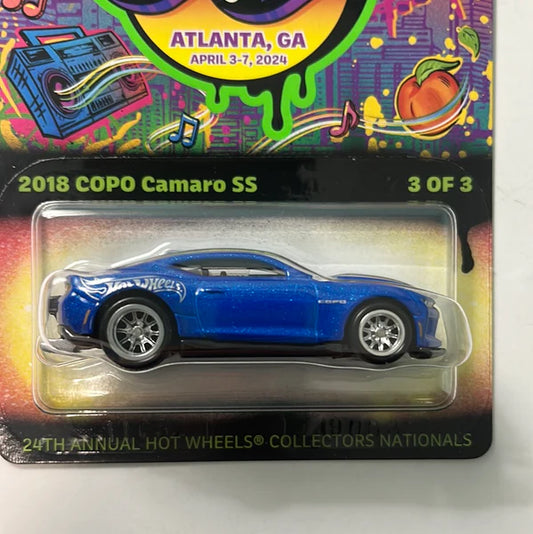 ATLANTA, GA
APRIL 3-7, 2024
2018 COPO Camaro SS 3 OF 3
Hot Wheels
COPO
24TH ANNUAL HOT WHEELS® COLLECTORS NATIONALS